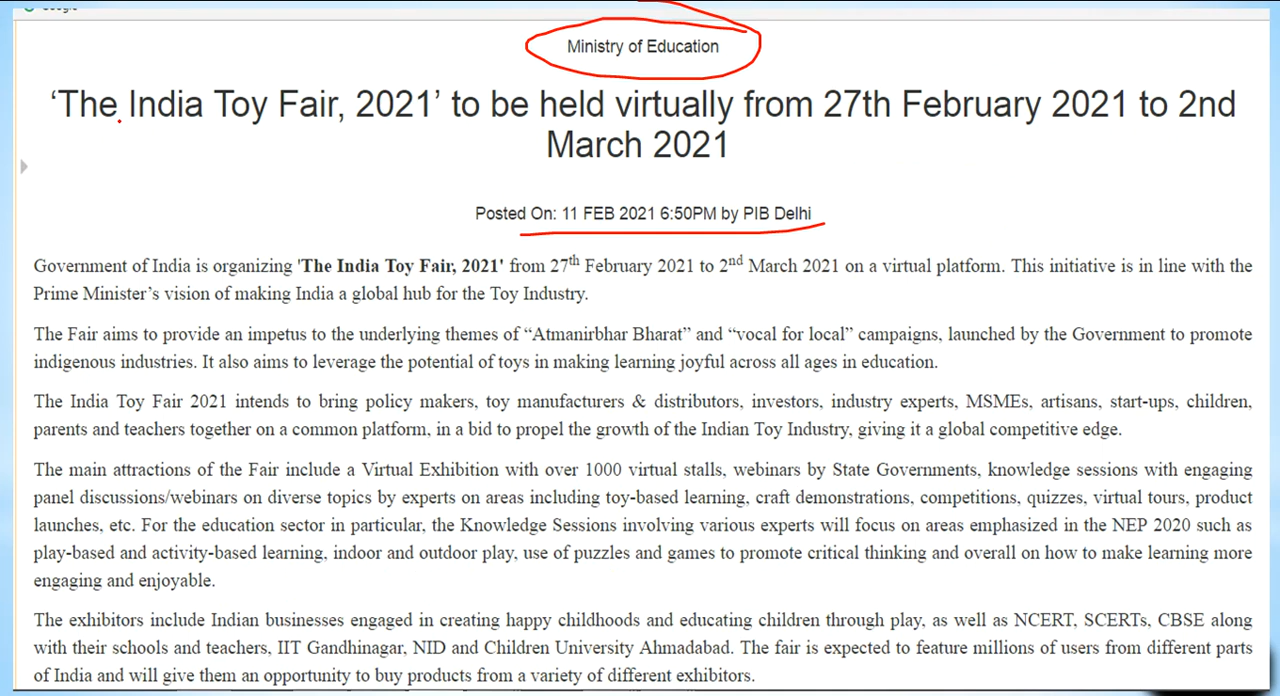 Ministry of Education
‘The India Toy Fair, 2021’ to be held virtually from 27th February 2021 to 2nd
March 2021
Posted On: 11 FEB 2021 6:50PM by PIB Delhi
Government of India is organizing 'The India Toy Fair, 2021' from 27th February 2021 to 2nd March 2021 on a virtual platform. This initiative is in line with the
Prime Minister’s vision of making India a global hub for the Toy Industry.
The Fair aims to provide an impetus to the underlying themes of “Atmanirbhar Bharat” and “vocal for local” campaigns, launched by the Government to promote
indigenous industries. It also aims to leverage the potential of toys in making learning joyful across all ages in education.
The India Toy Fair 2021 intends to bring policy makers, toy manufacturers & distributors, investors, industry experts, MSMEs, artisans, start-ups, children,
parents and teachers together on a common platform, in a bid to propel the growth of the Indian Toy Industry, giving it a global competitive edge.
The main attractions of the Fair include a Virtual Exhibition with over 1000 virtual stalls, webinars by State Governments, knowledge sessions with engaging
panel discussions/webinars on diverse topics by experts on areas including toy-based learning, craft demonstrations, competitions, quizzes, virtual tours, product
launches, etc. For the education sector in particular, the Knowledge Sessions involving various experts will focus on areas emphasized in the NEP 2020 such as
play-based and activity-based learning, indoor and outdoor play, use of puzzles and games to promote critical thinking and overall on how to make learning more
engaging and enjoyable.
The exhibitors include Indian businesses engaged in creating happy childhoods and educating children through play, as well as NCERT, SCERTs, CBSE along
with their schools and teachers, IIT Gandhinagar, NID and Children University Ahmadabad. The fair is expected to feature millions of users from different parts
of India and will give them an opportunity to buy products from a variety of different exhibitors.